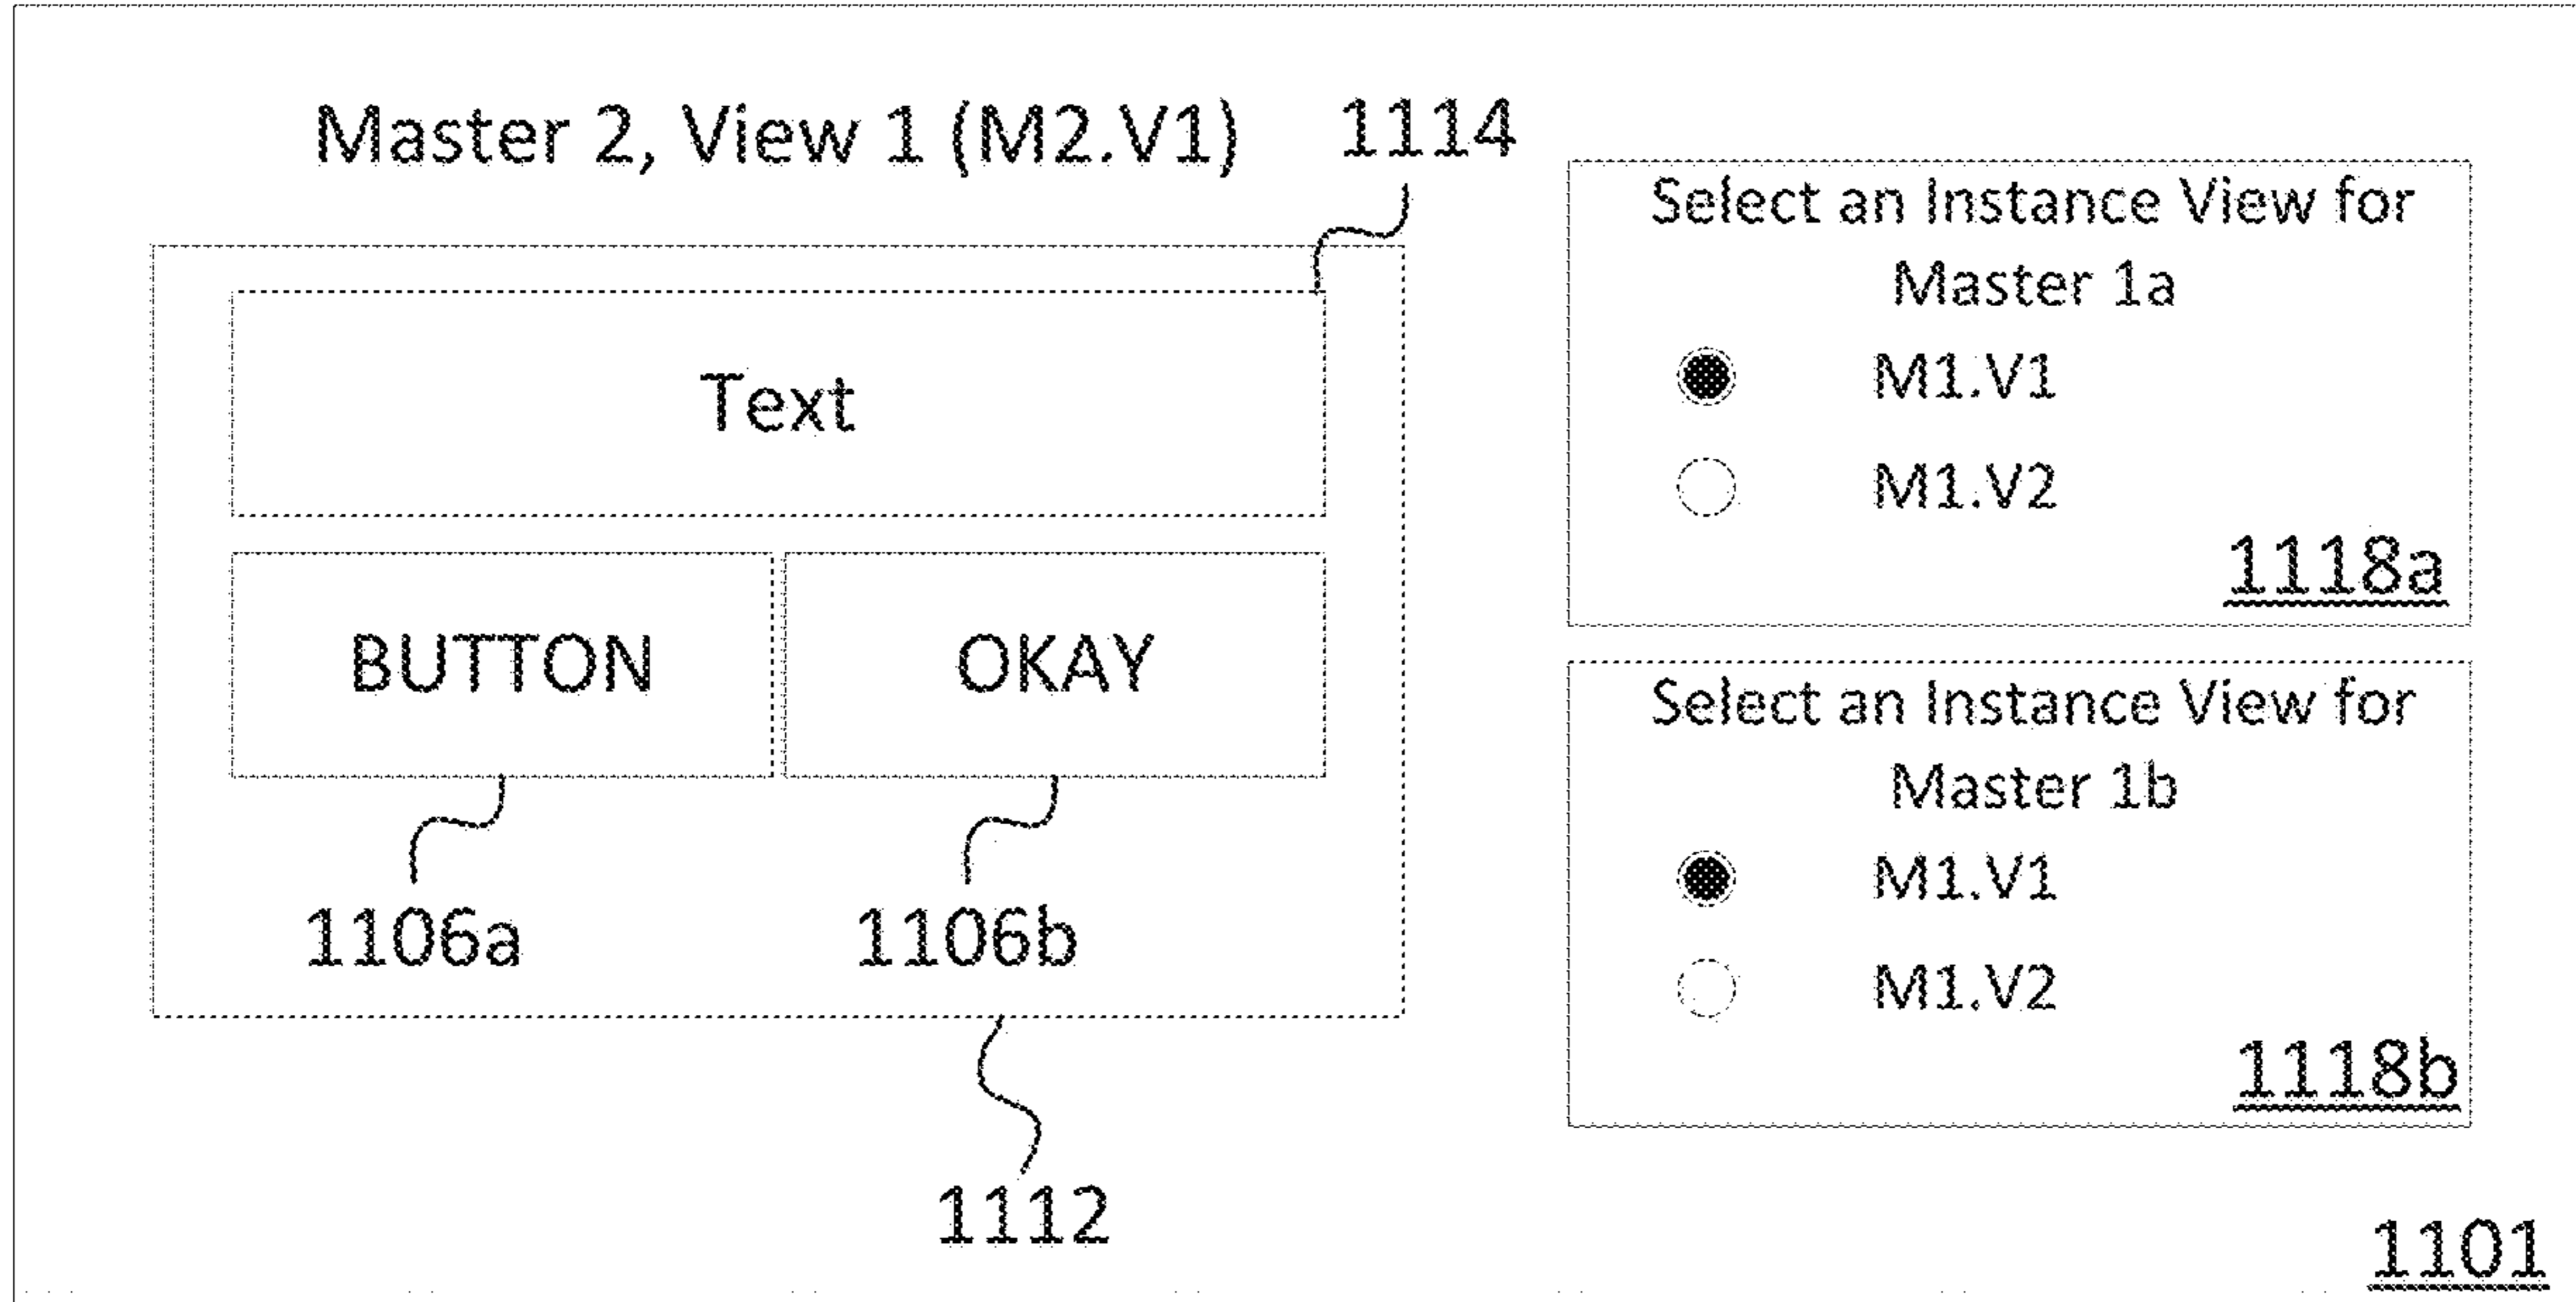 Master 2, View 1 (M2.V1)
1114
Text
BUTTON
OKAY
1106a
1106b
1112
Select an Instance View for
Master 1a
M1.V1
M1.V2
1118a
Select an Instance View for
Master 1b
M1.V1
M1.V2
1118b
1101